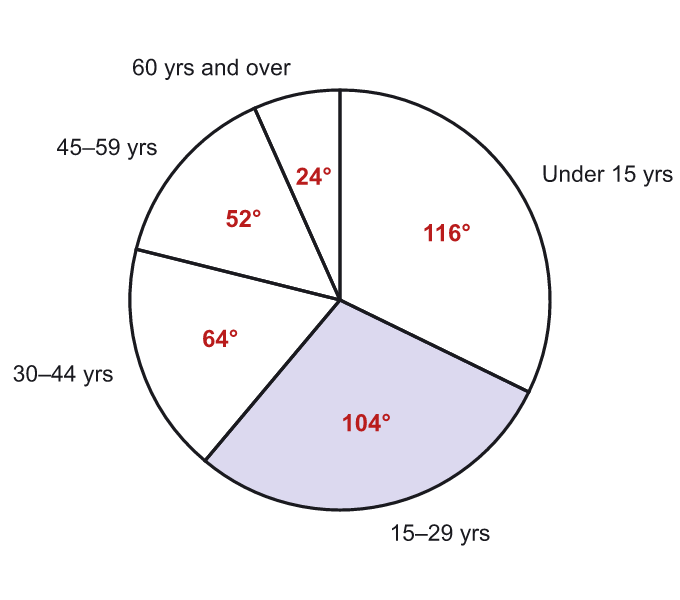 60 yrs and over
45–59 yrs
Under 15 yrs
24°
52°
116°
64°
30–44 yrs
104°
15–29 yrs